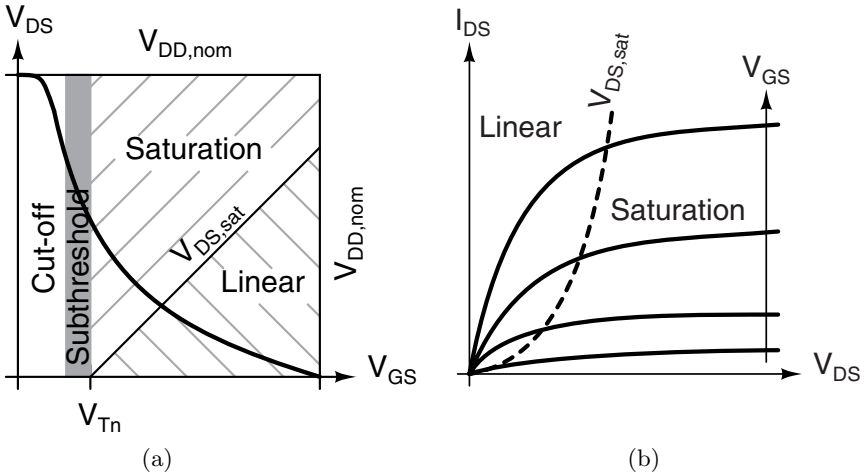 V_DS
V_DD,nom
Saturation
Cut-off
Subthreshold
V_DS,sat
Linear
V_DD,nom
V_GS
V_Tn
(a)
I_DS
V_DS,sat
V_GS
Linear
Saturation
V_DS
(b)